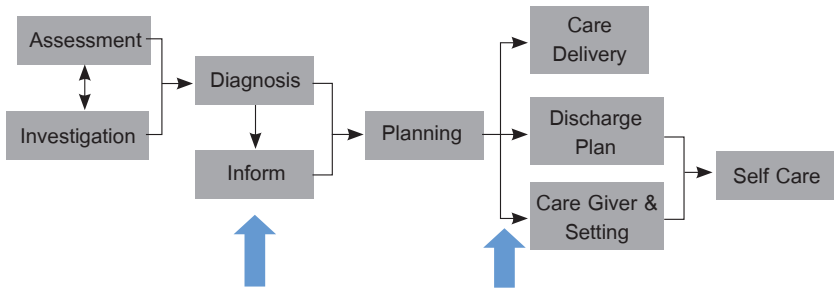 Assessment
Investigation
Diagnosis
Inform
Planning
Care
Delivery
Discharge
Plan
Care Giver &
Setting
Self Care